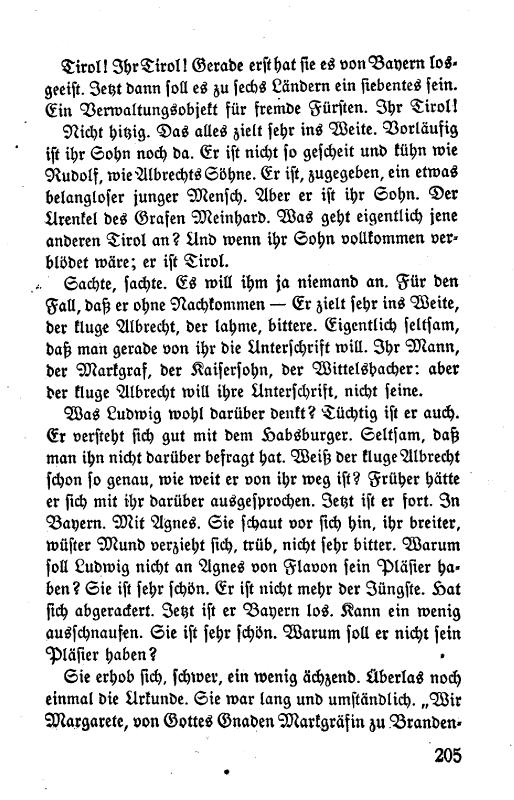 Tirol! Ihr Tirol! Gerade erst hat sie es von Bayern los-
geeist. Jetzt dann soll es zu sechs Ländern ein siebentes sein.
Ein Verwaltungsobjekt für fremde Fürsten. Ihr Tirol!
Nicht hitzig. Das alles zielt sehr ins Weite. Vorläufig
ist ihr Sohn noch da. Er ist nicht so gescheit und kühn wie
Rudolf, wie Albrechts Söhne. Er ist, zugegeben, ein etwas
belangloser junger Mensch. Aber er ist ihr Sohn. Der
Urenkel des Grafen Meinhard. Was geht eigentlich jene
anderen Tirol an? Und wenn ihr Sohn vollkommen ver-
blödet wäre; er ist Tirol.
Sachte, sachte. Es will ihm ja niemand an. Für den
Fall, daß er ohne Nachkommen — Er zielt sehr ins Weite,
der kluge Albrecht, der lahme, bittere. Eigentlich seltsam,
daß man gerade von ihr die Unterschrift will. Ihr Mann,
der Markgraf, der Kaisersohn, der Wittelsbacher: aber
der kluge Albrecht will ihre Unterschrift, nicht seine.
Was Ludwig wohl darüber denkt? Tüchtig ist er auch.
Er versteht sich gut mit dem Habsburger. Seltsam, daß
man ihn nicht darüber befragt hat. Weiß der kluge Albrecht
schon so genau, wie weit er von ihr weg ist? Früher hätte
er sich mit ihr darüber ausgesprochen. Jetzt ist er fort. In
Bayern. Mit Agnes. Sie schaut vor sich hin, ihr breiter,
wüster Mund verzieht sich, trüb, nicht sehr bitter. Warum
soll Ludwig nicht an Agnes von Flavon sein Pläsier ha-
ben? Sie ist sehr schön. Er ist nicht mehr der Jüngste. Hat
sich abgerackert. Jetzt ist er Bayern los. Kann ein wenig
ausschnaufen. Sie ist sehr schön. Warum soll er nicht sein
Pläsier haben?
Sie erhob sich, schwer, ein wenig ächzend. Überlas noch
einmal die Urkunde. Sie war lang und umständlich. „Wir
Margarete, von Gottes Gnaden Markgräfin zu Branden-
205